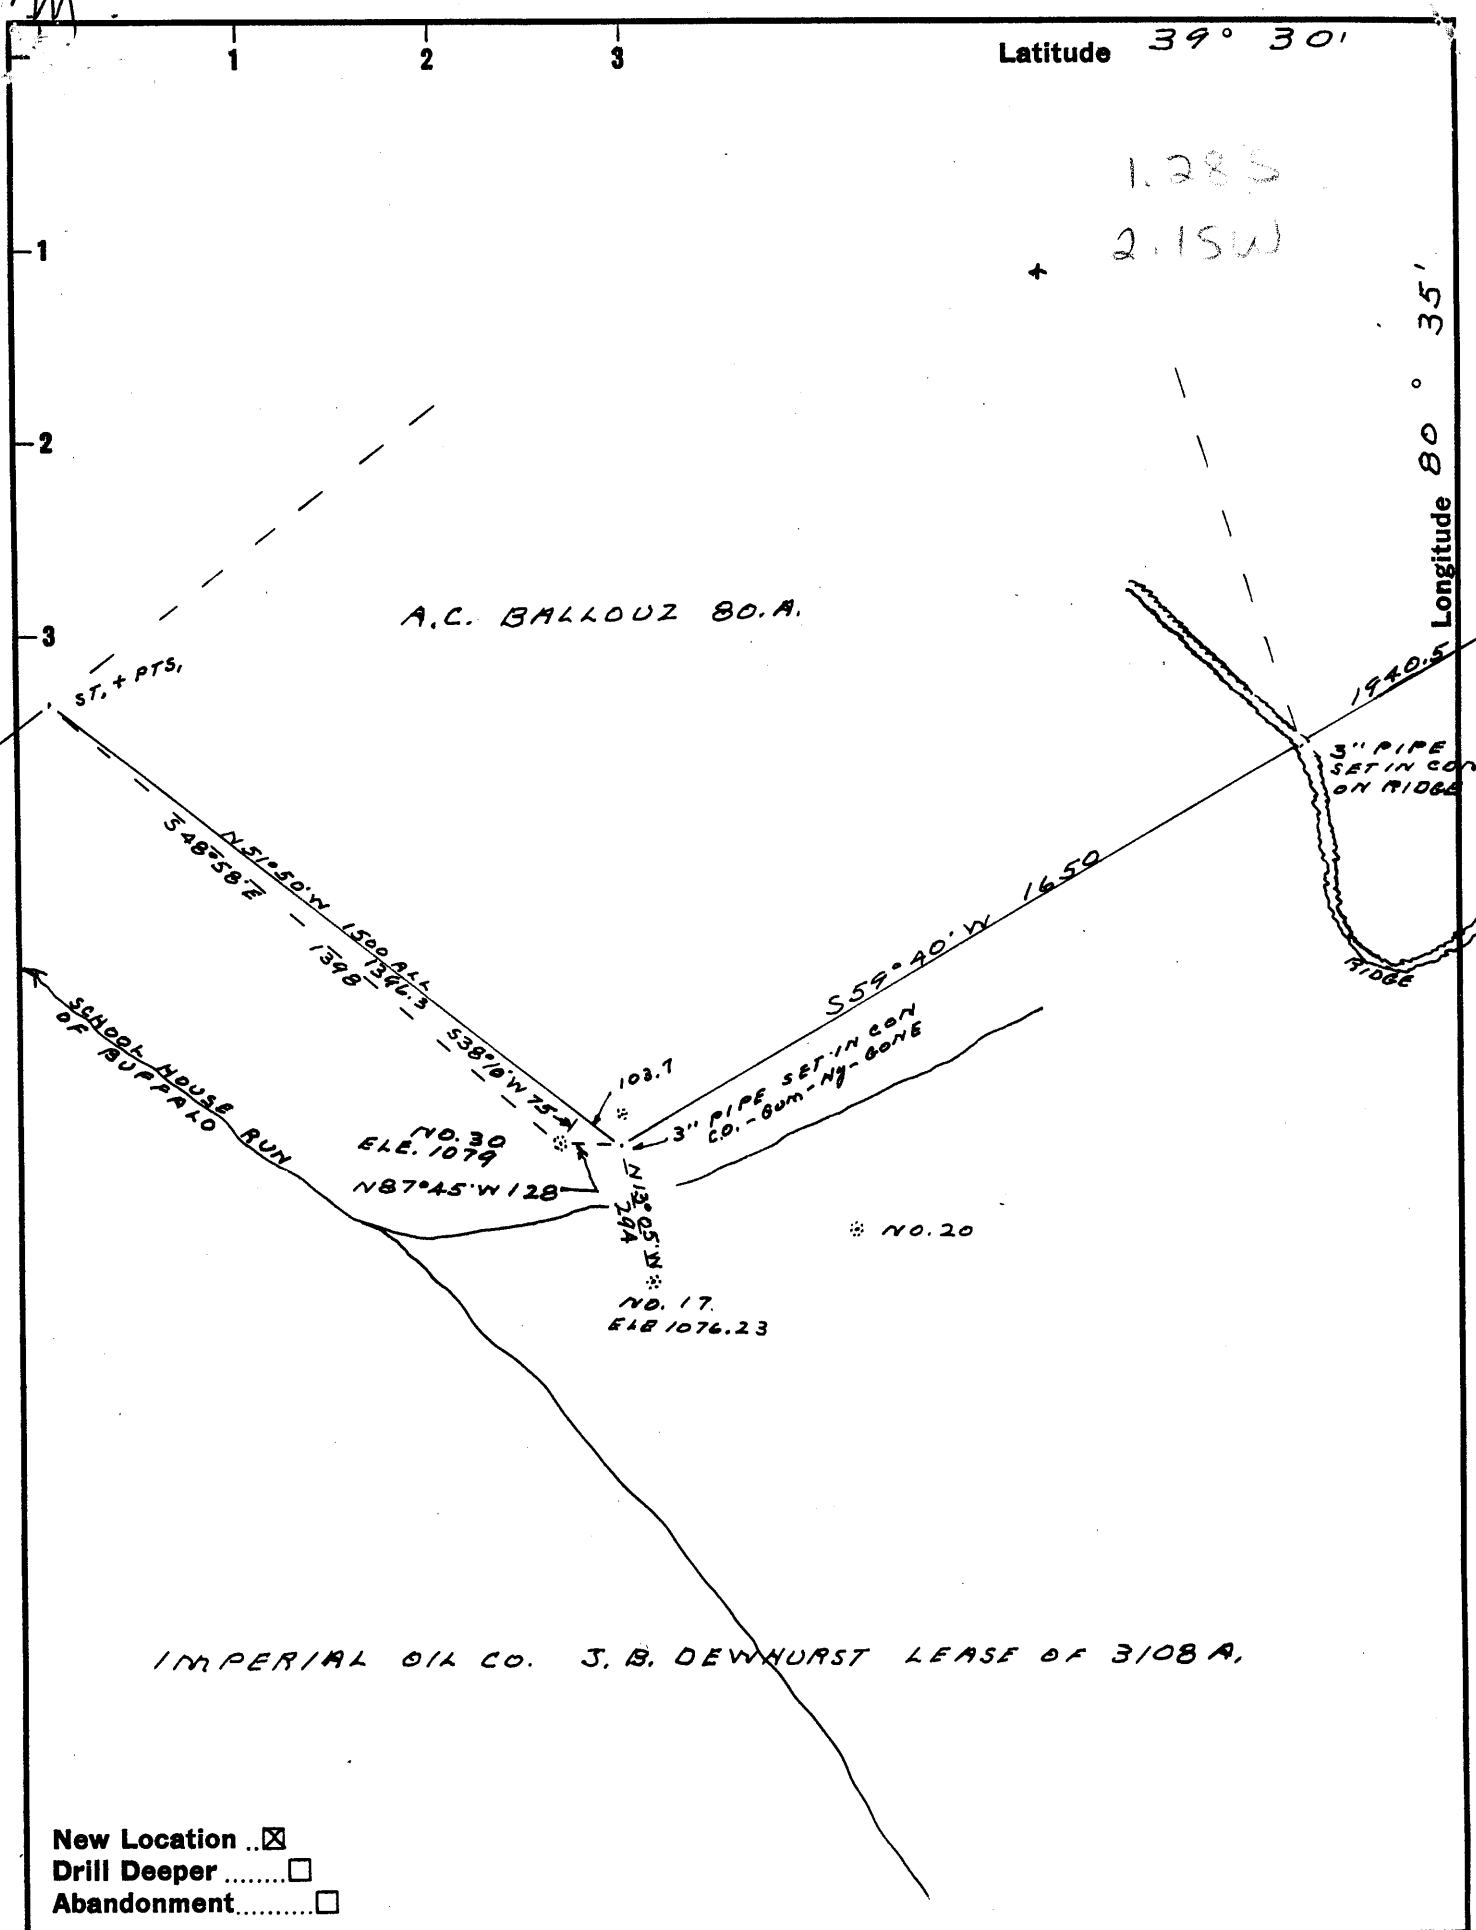 1 2 3 Latitude 39° 30'
1.28 S
2.15 W
1
Longitude 80° 35'
2
3
A.C. BALLOUZ 80.A.
ST. + PTS.
1940.5
3" PIPE
SET IN CON
ON RIDGE
N51°50'W 1500 ALL
1396.3
S48°58'E 1398
S38°10'W 75
1650
S59°40'W
RIDGE
SCHOOL HOUSE RUN
OF BUFFALO
103.7
3" PIPE SET IN CON
C.O.-GUM-Hy-GONE
NO. 30
ELE. 1079
N87°45'W 128
N13°05'W
294
NO. 20
NO. 17.
ELE 1076.23
IMPERIAL OIL CO. J.B. DEWHURST LEASE OF 3108 A.
New Location ..☒
Drill Deeper ........☐
Abandonment..........☐